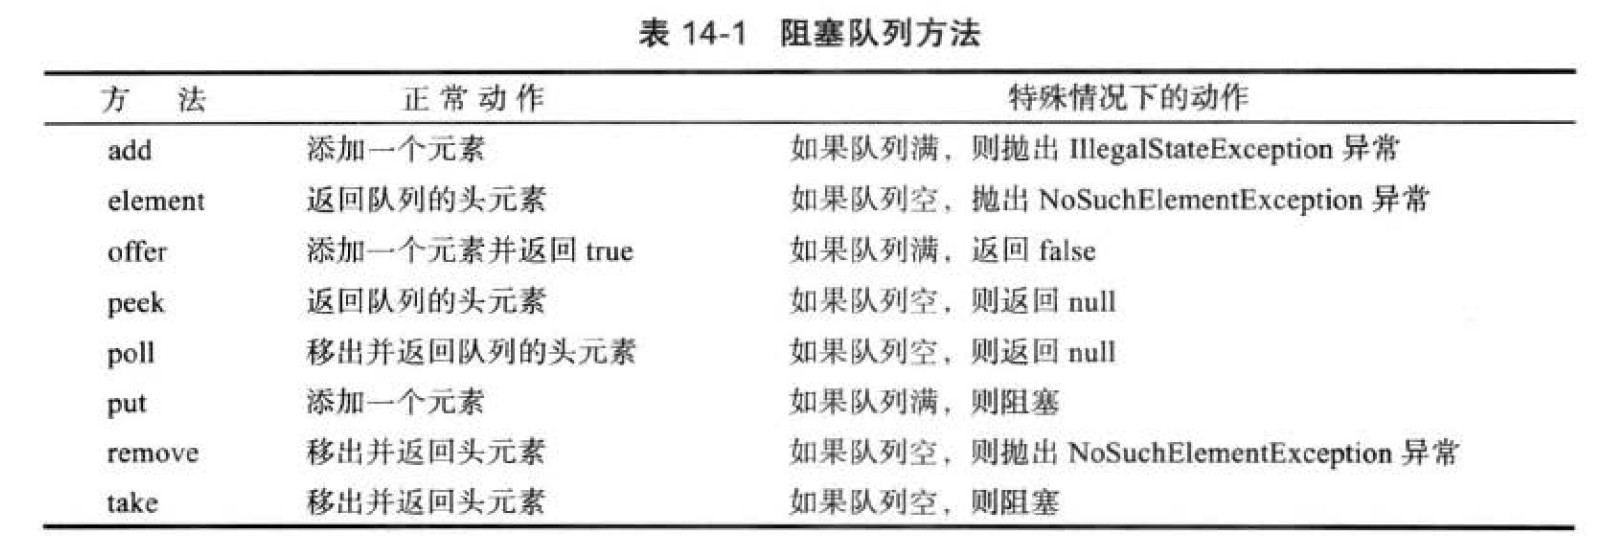 表 14-1 阻塞队列方法
方 法 正常动作 特殊情况下的动作
add 添加一个元素 如果队列满，则抛出 IllegalStateException 异常
element 返回队列的头元素 如果队列空，抛出 NoSuchElementException 异常
offer 添加一个元素并返回 true 如果队列满，返回 false
peek 返回队列的头元素 如果队列空，则返回 null
poll 移出并返回队列的头元素 如果队列空，则返回 null
put 添加一个元素 如果队列满，则阻塞
remove 移出并返回头元素 如果队列空，则抛出 NoSuchElementException 异常
take 移出并返回头元素 如果队列空，则阻塞